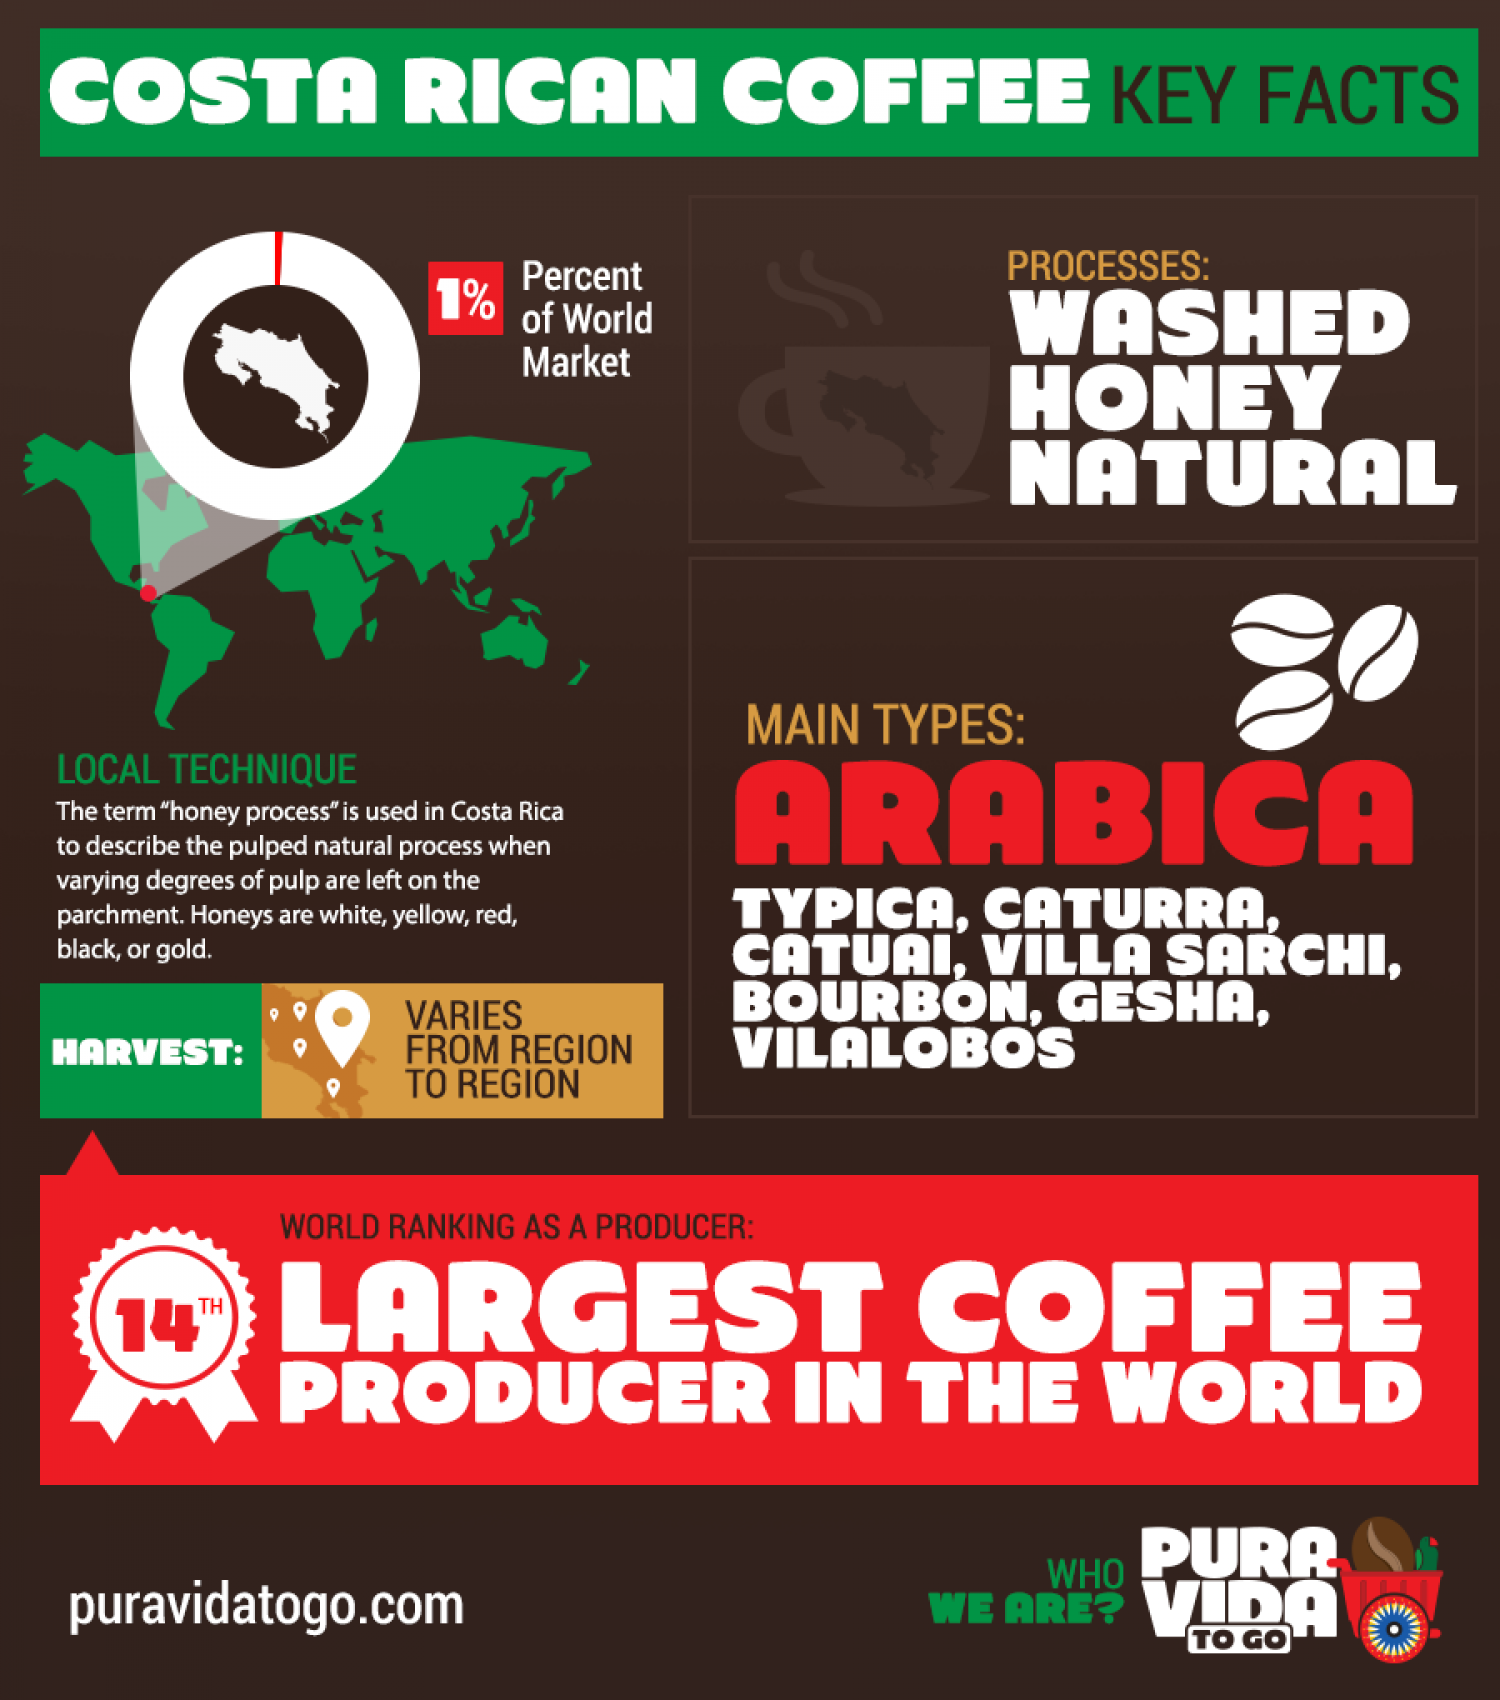 COSTA RICAN COFFEE KEY FACTS
1%
Percent
of World
Market
PROCESSES:
WASHED
HONEY
NATURAL
MAIN TYPES:
ARABICA
TYPICA, CATURRA,
CATUAI, VILLA SARCHI,
BOURBON, GESHA,
VILALOBOS
LOCAL TECHNIQUE
The term “honey process” is used in Costa Rica
to describe the pulped natural process when
varying degrees of pulp are left on the
parchment. Honeys are white, yellow, red,
black, or gold.
HARVEST:
VARIES
FROM REGION
TO REGION
WORLD RANKING AS A PRODUCER:
14TH
LARGEST COFFEE
PRODUCER IN THE WORLD
puravidatogo.com
WHO
WE ARE?
PURA
VIDA
TO GO